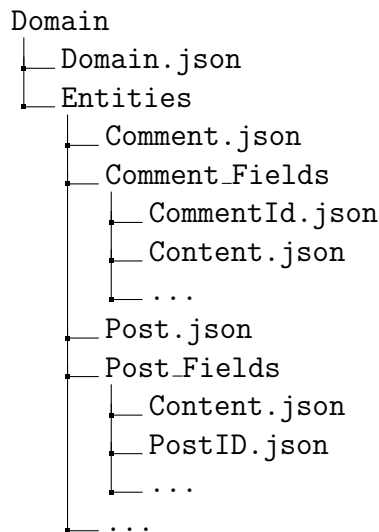 Domain
Domain.json
Entities
Comment.json
Comment_Fields
CommentId.json
Content.json
...
Post.json
Post_Fields
Content.json
PostID.json
...
...